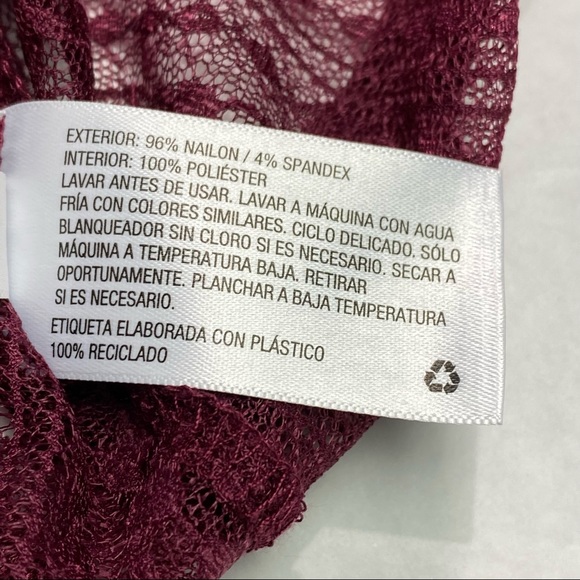 EXTERIOR: 96% NAILON / 4% SPANDEX
INTERIOR: 100% POLIÉSTER
LAVAR ANTES DE USAR. LAVAR A MÁQUINA CON AGUA
FRÍA CON COLORES SIMILARES. CICLO DELICADO. SÓLO
BLANQUEADOR SIN CLORO SI ES NECESARIO. SECAR A
MÁQUINA A TEMPERATURA BAJA. RETIRAR
OPORTUNAMENTE. PLANCHAR A BAJA TEMPERATURA
SI ES NECESARIO.
ETIQUETA ELABORADA CON PLÁSTICO
100% RECICLADO